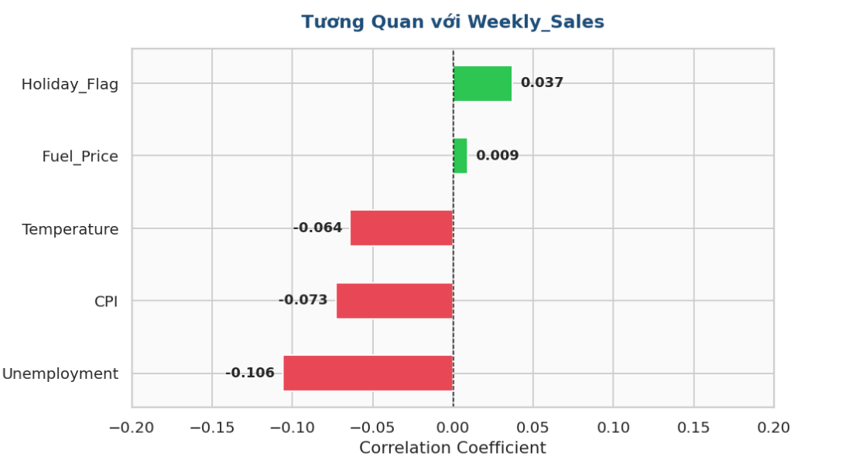 Tương Quan với Weekly_Sales
Holiday_Flag
0.037
Fuel_Price
0.009
Temperature
-0.064
CPI
-0.073
Unemployment
-0.106
−0.20 −0.15 −0.10 −0.05 0.00 0.05 0.10 0.15 0.20
Correlation Coefficient